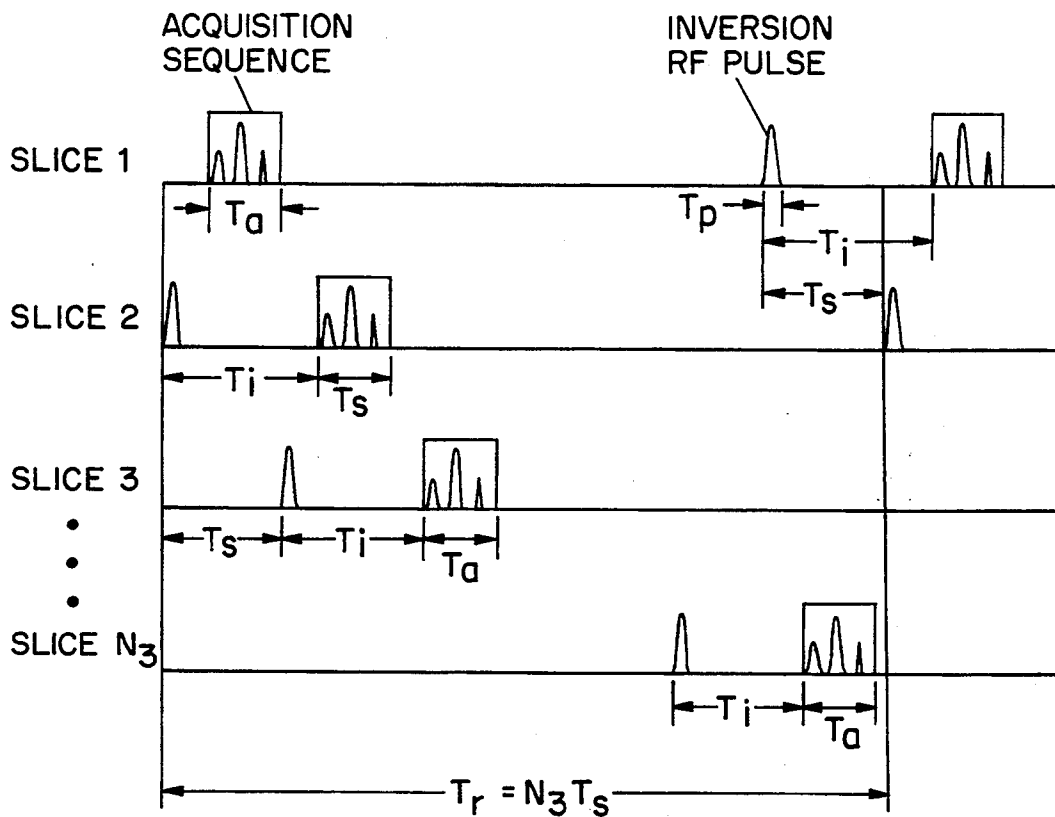 ACQUISITION
SEQUENCE
INVERSION
RF PULSE
SLICE 1
Ta
Tp
Ti
Ts
SLICE 2
Ti
Ts
SLICE 3
Ts
Ti
Ta
SLICE N3
Ti
Ta
Tr = N3Ts